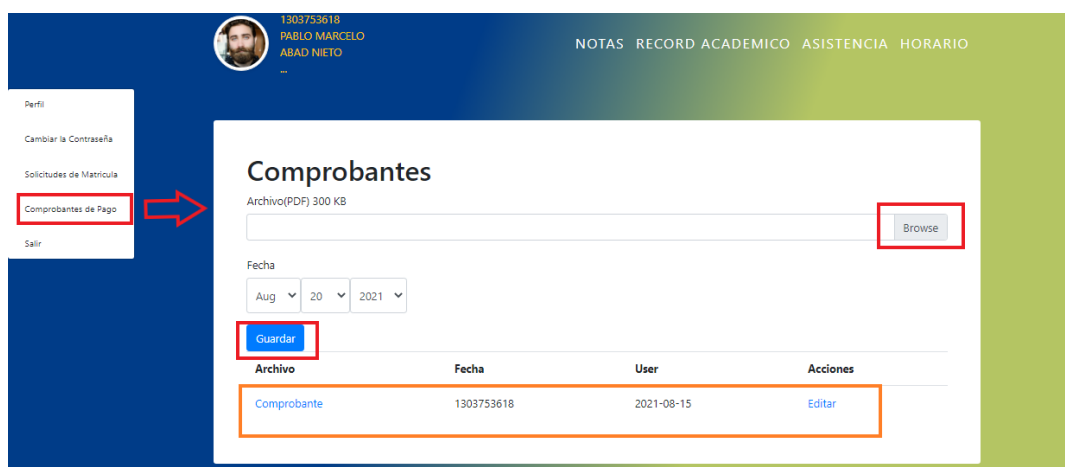 1303753618
PABLO MARCELO
ABAD NIETO
...
NOTAS RECORD ACADEMICO ASISTENCIA HORARIO
Perfil
Cambiar la Contraseña
Solicitudes de Matricula
Comprobantes de Pago
Salir
Comprobantes
Archivo(PDF) 300 KB
Browse
Fecha
Aug 20 2021
Guardar
Archivo Fecha User Acciones
Comprobante 1303753618 2021-08-15 Editar